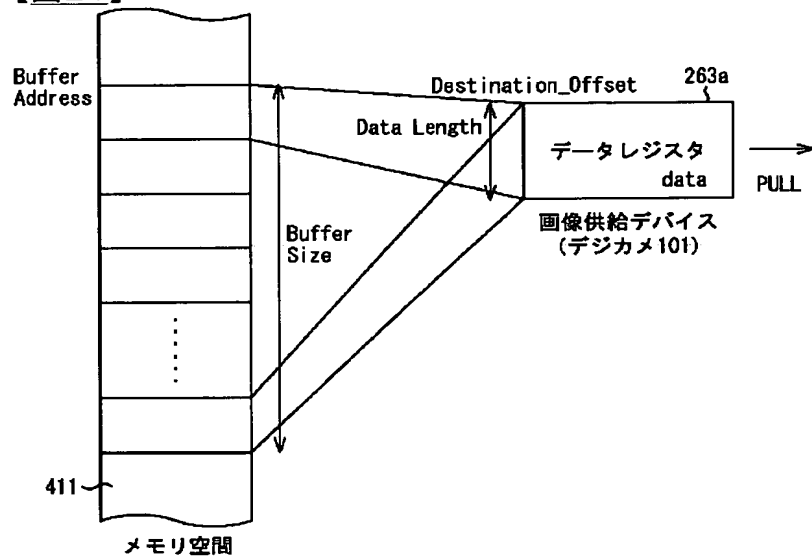 Buffer
Address
Destination_Offset
263a
Data Length
データレジスタ
data
PULL
Buffer
Size
画像供給デバイス
(デジカメ101)
411
メモリ空間